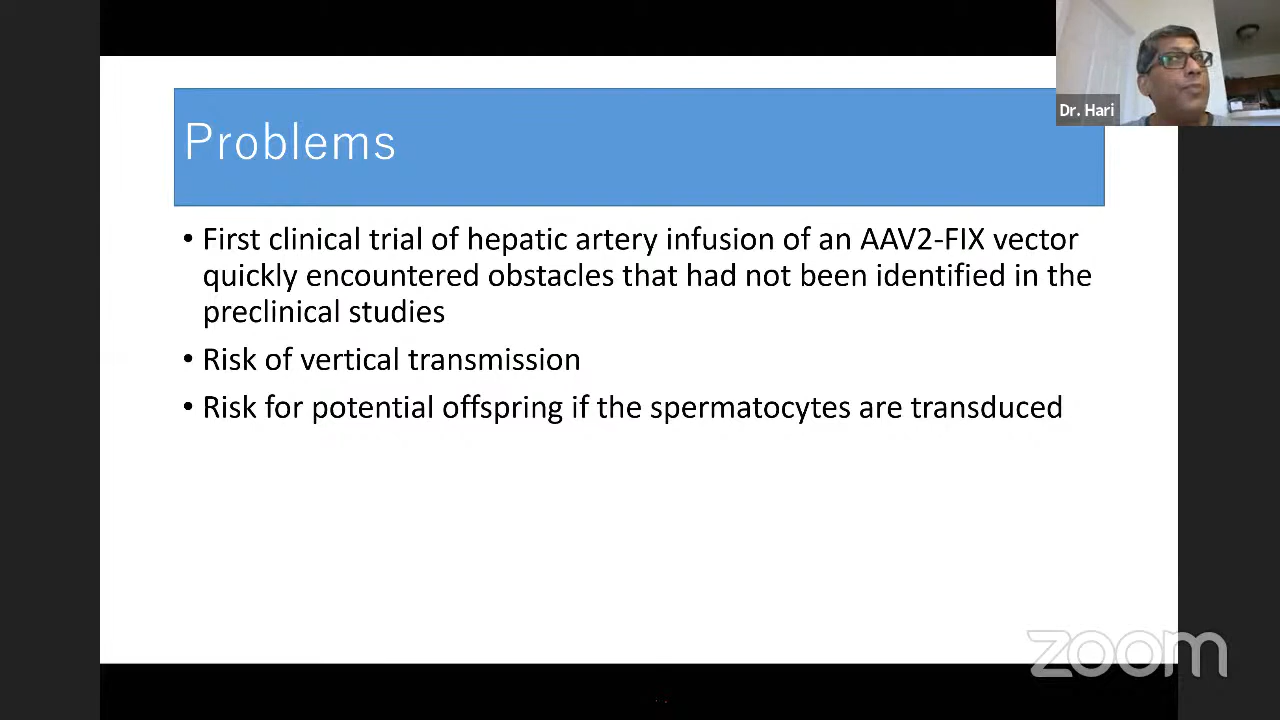 Dr. Hari
Problems
• First clinical trial of hepatic artery infusion of an AAV2-FIX vector
quickly encountered obstacles that had not been identified in the
preclinical studies
• Risk of vertical transmission
• Risk for potential offspring if the spermatocytes are transduced
zoom